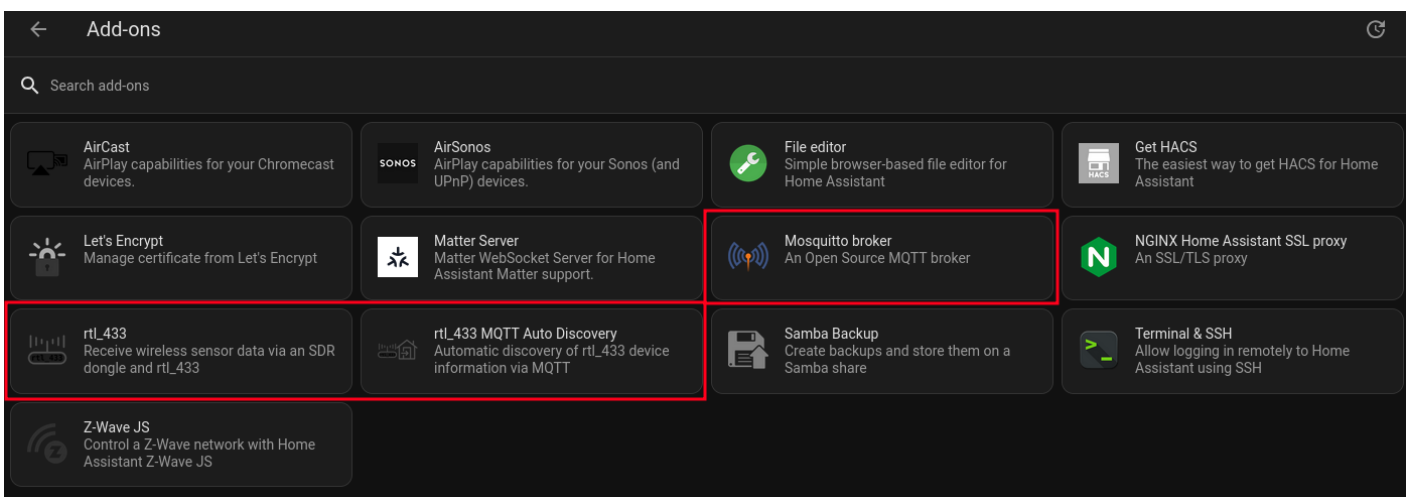 Add-ons
Search add-ons
AirCast
AirPlay capabilities for your Chromecast
devices.
SONOS
AirSonos
AirPlay capabilities for your Sonos (and
UPnP) devices.
File editor
Simple browser-based file editor for
Home Assistant
HACS
Get HACS
The easiest way to get HACS for Home
Assistant
Let's Encrypt
Manage certificate from Let's Encrypt
Matter Server
Matter WebSocket Server for Home
Assistant Matter support.
Mosquitto broker
An Open Source MQTT broker
N
NGINX Home Assistant SSL proxy
An SSL/TLS proxy
rtl_433
Receive wireless sensor data via an SDR
dongle and rtl_433
rtl_433 MQTT Auto Discovery
Automatic discovery of rtl_433 device
information via MQTT
Samba Backup
Create backups and store them on a
Samba share
>_
Terminal & SSH
Allow logging in remotely to Home
Assistant using SSH
Z
Z-Wave JS
Control a Z-Wave network with Home
Assistant Z-Wave JS